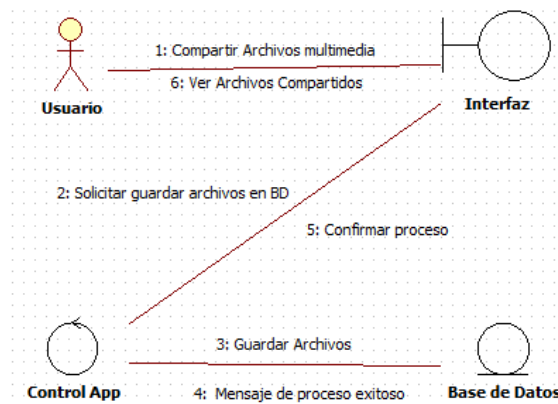 1: Compartir Archivos multimedia
6: Ver Archivos Compartidos
Usuario
Interfaz
2: Solicitar guardar archivos en BD
5: Confirmar proceso
3: Guardar Archivos
Control App
4: Mensaje de proceso exitoso
Base de Datos